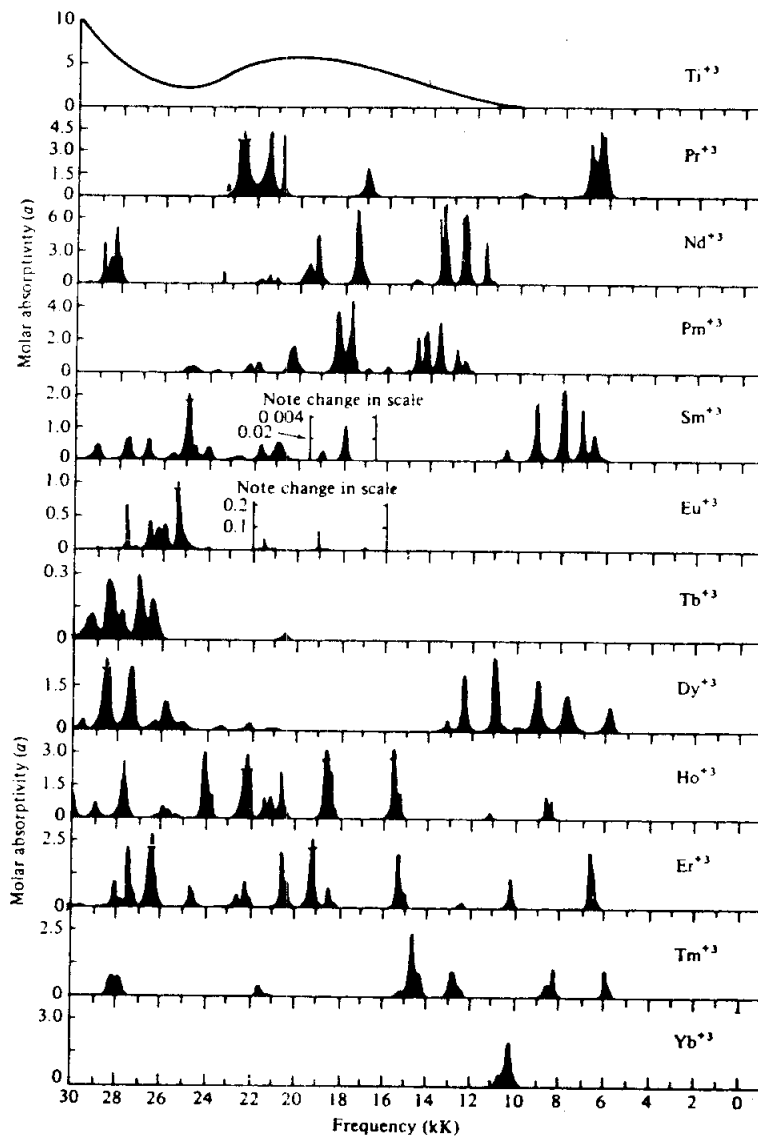 10
5
0
Ti+3
4.5
3.0
1.5
0
Pr+3
6.0
3.0
0
Nd+3
4.0
2.0
0
Pm+3
2.0
1.0
0
Note change in scale
0.004
0.02
Sm+3
1.0
0.5
0
Note change in scale
0.2
0.1
Eu+3
0.3
0
Tb+3
1.5
0
Dy+3
3.0
1.5
0
Ho+3
2.5
0
Er+3
2.5
0
Tm+3
3.0
0
Yb+3
Molar absorptivity (a)
Molar absorptivity (a)
30 28 26 24 22 20 18 16 14 12 10 8 6 4 2 0
Frequency (kK)